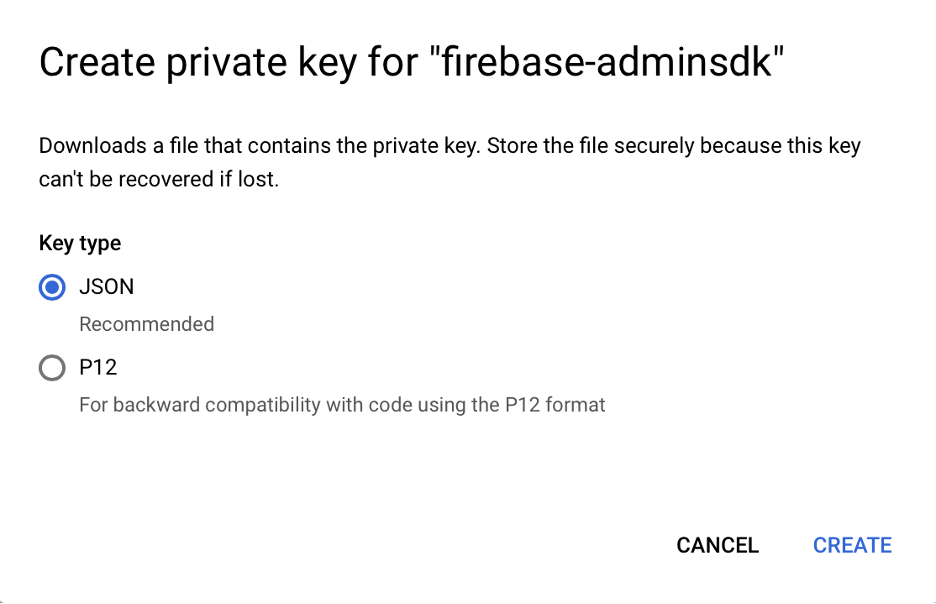 Create private key for "firebase-adminsdk"
Downloads a file that contains the private key. Store the file securely because this key
can't be recovered if lost.
Key type
JSON
Recommended
P12
For backward compatibility with code using the P12 format
CANCEL CREATE